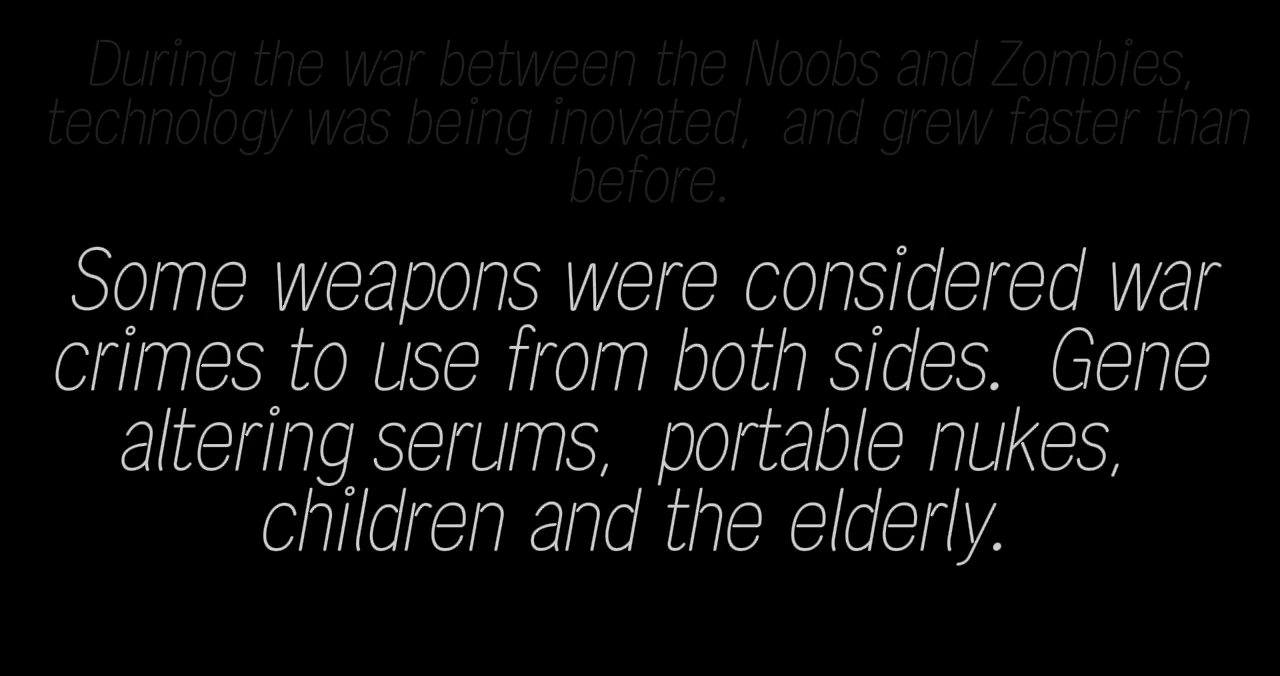 During the war between the Noobs and Zombies,
technology was being inovated,  and grew faster than
before.
Some weapons were considered war
crimes to use from both sides.  Gene
altering serums,  portable nukes,
children and the elderly.